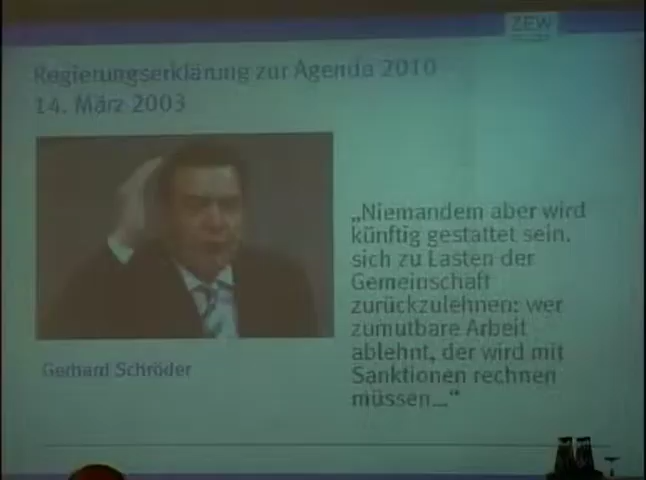 ZEW
Regierungserklärung zur Agenda 2010
14. März 2003
„Niemandem aber wird
künftig gestattet sein,
sich zu Lasten der
Gemeinschaft
zurückzulehnen: wer
zumutbare Arbeit
ablehnt, der wird mit
Sanktionen rechnen
müssen...“
Gerhard Schröder